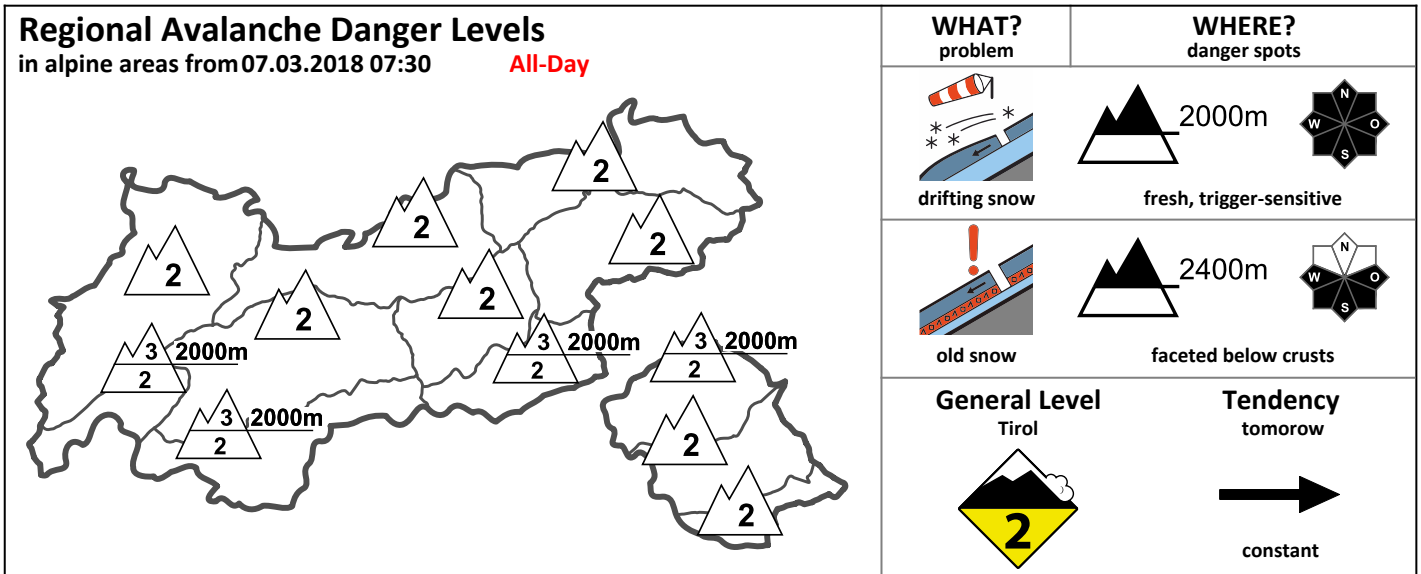 Regional Avalanche Danger Levels
in alpine areas from 07.03.2018 07:30 All-Day
2
2
2
2
2
2
3 2000m
2
3 2000m
2
3 2000m
2
3 2000m
2
2
2
WHAT?
problem
WHERE?
danger spots
drifting snow
2000m
N
W O
S
fresh, trigger-sensitive
old snow
2400m
N
W O
S
faceted below crusts
General Level
Tirol
2
Tendency
tomorow
constant